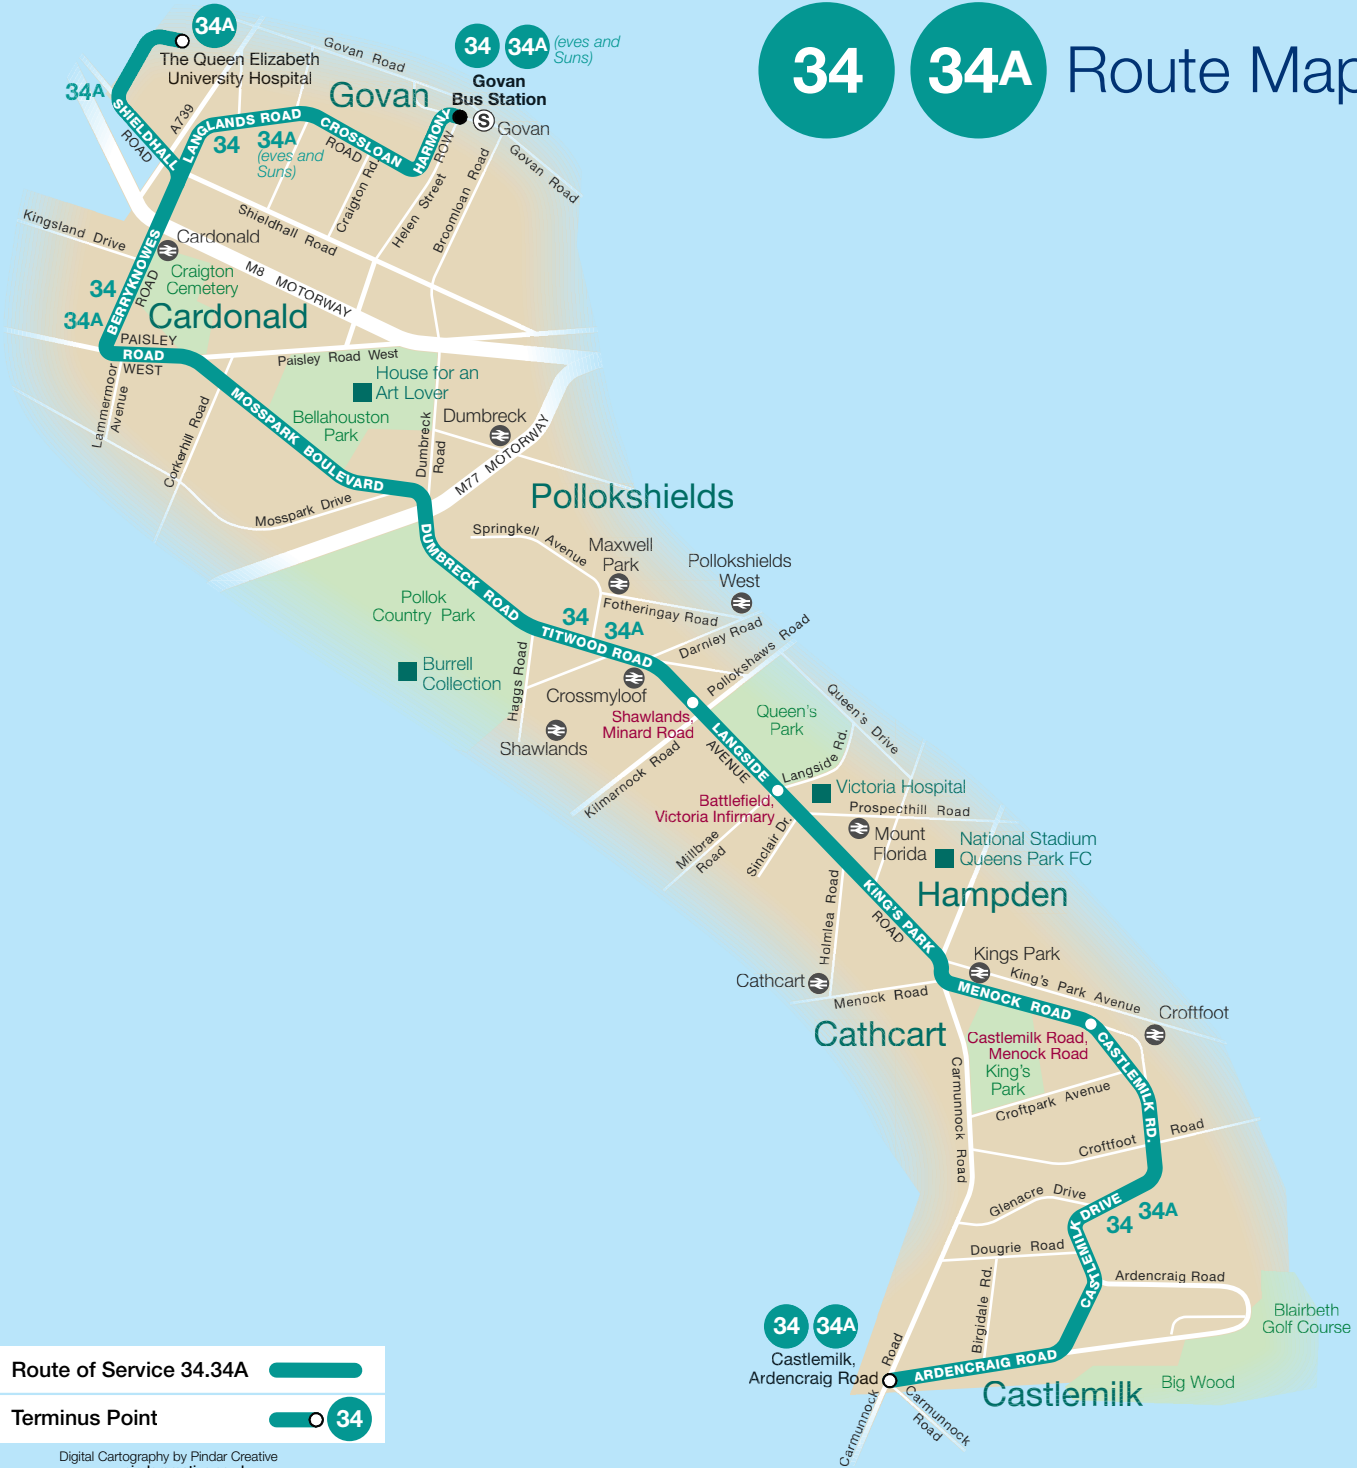 34 34A Route Map
34A
The Queen Elizabeth
University Hospital
34 34A (eves and
Suns)
Govan
Bus Station
S Govan
Govan Road
Govan
34A
SHIELDHALL
ROAD
A739
LANGLANDS ROAD
34 34A
(eves and
Suns)
CROSSLOAN
ROAD
HARMONY
ROW
Govan Road
Craigton Rd.
Helen Street
Broomloan Road
Shieldhall Road
Kingsland Drive
Cardonald
BERRYKNOWES
ROAD
Craigton
Cemetery
M8 MOTORWAY
34
34A
Cardonald
PAISLEY
ROAD
WEST
Paisley Road West
Lammermoor
Avenue
Corkerhill Road
House for an
Art Lover
MOSSPARK BOULEVARD
Bellahouston
Park
Dumbreck
Road
Dumbreck
M77 MOTORWAY
Mosspark Drive
Pollokshields
Springkell Avenue
Maxwell
Park
Pollokshields
West
DUMBRECK ROAD
Pollok
Country Park
Fotheringay Road
34
34A
TITWOOD ROAD
Darnley Road
Pollokshaws Road
Burrell
Collection
Haggs Road
Crossmyloof
Shawlands,
Minard Road
Shawlands
Queen's
Park
Queen's Drive
LANGSIDE
AVENUE
Langside Rd.
Kilmarnock Road
Victoria Hospital
Battlefield,
Victoria Infirmary
Prospecthill Road
Millbrae
Road
Sinclair Dr.
Mount
Florida
National Stadium
Queens Park FC
Hampden
KING'S PARK
ROAD
Holmlea Road
Kings Park
King's Park Avenue
Cathcart
Menock Road
MENOCK ROAD
Croftfoot
Cathcart
Castlemilk Road,
Menock Road
King's
Park
CASTLEMILK RD.
Carmunnock Road
Croftpark Avenue
Croftfoot Road
Glenacre Drive
CASTLEMILK DRIVE
34 34A
Dougrie Road
Birgidale Rd.
Ardencraig Road
Blairbeth
Golf Course
34 34A
Castlemilk,
Ardencraig Road
ARDENCRAIG ROAD
Carmunnock Road
Carmunnock
Road
Castlemilk
Big Wood
Route of Service 34.34A
Terminus Point 34
Digital Cartography by Pindar Creative